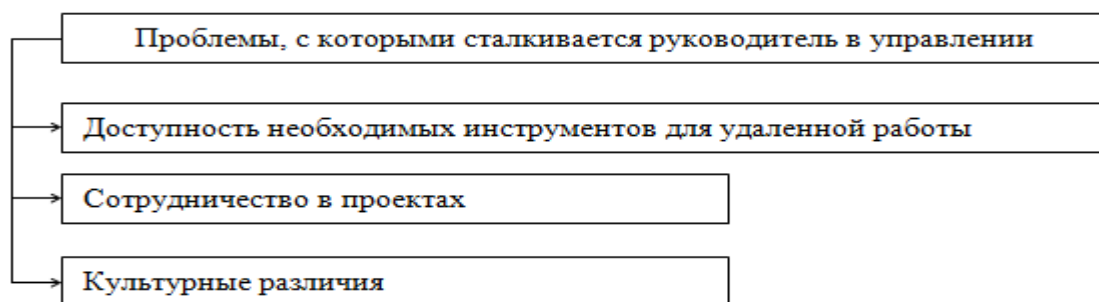 Проблемы, с которыми сталкивается руководитель в управлении
Доступность необходимых инструментов для удаленной работы
Сотрудничество в проектах
Культурные различия